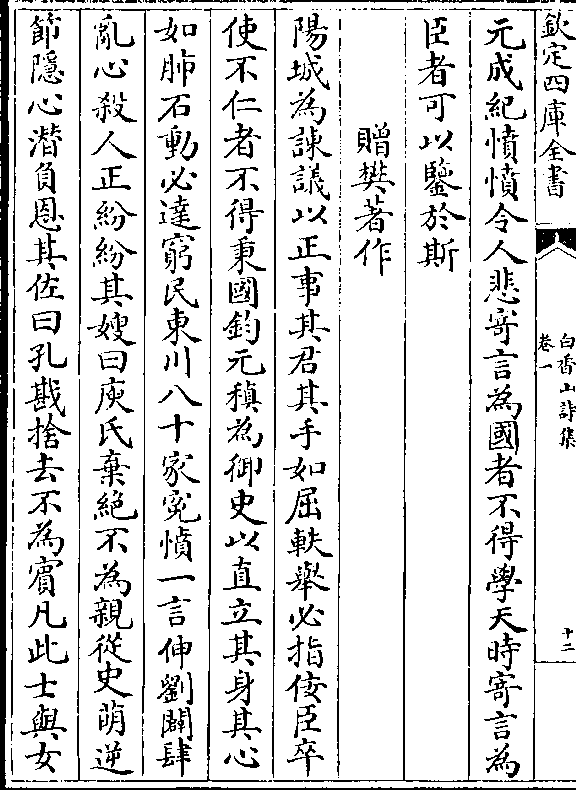 欽定四庫全書
白香山詩集
卷一
十二
元成紀憤憤令人悲寄言為國者不得學天時寄言為
臣者可以鑒於斯
贈樊著作
陽城為諫議以正事其君其手如屈軼舉必指佞臣卒
使不仁者不得秉國鈞元稹為御史以直立其身其心
如肺石動必達窮民東川八十家寃憤一言伸劉闢肆
亂心殺人正紛紛其嫂曰庾氏棄絶不為親從史萌逆
節隱心潜負恩其佐曰孔戡捨去不為賓凡此士與女